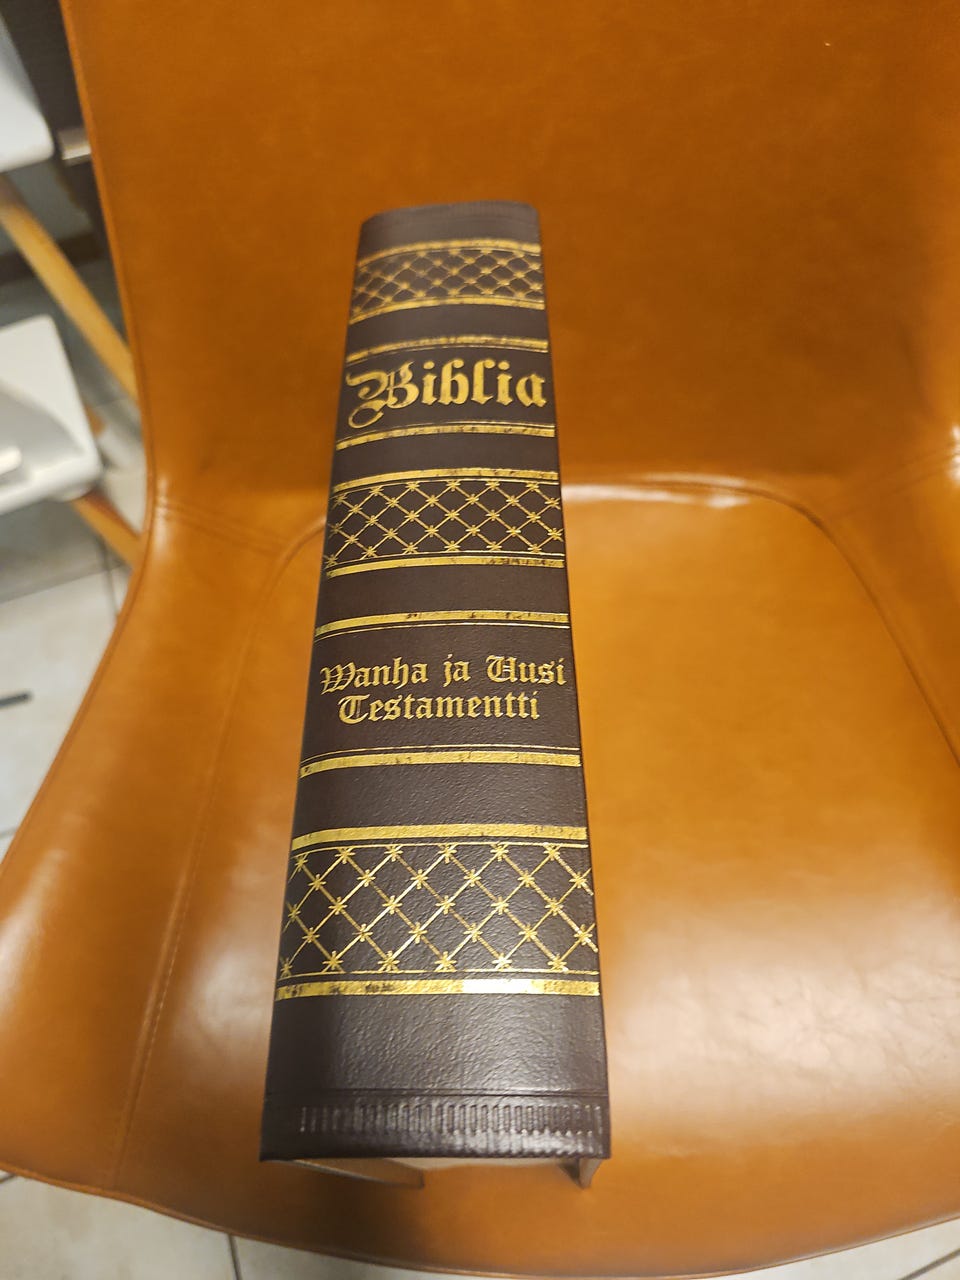 Biblia
Wanha ja Uusi
Testamentti